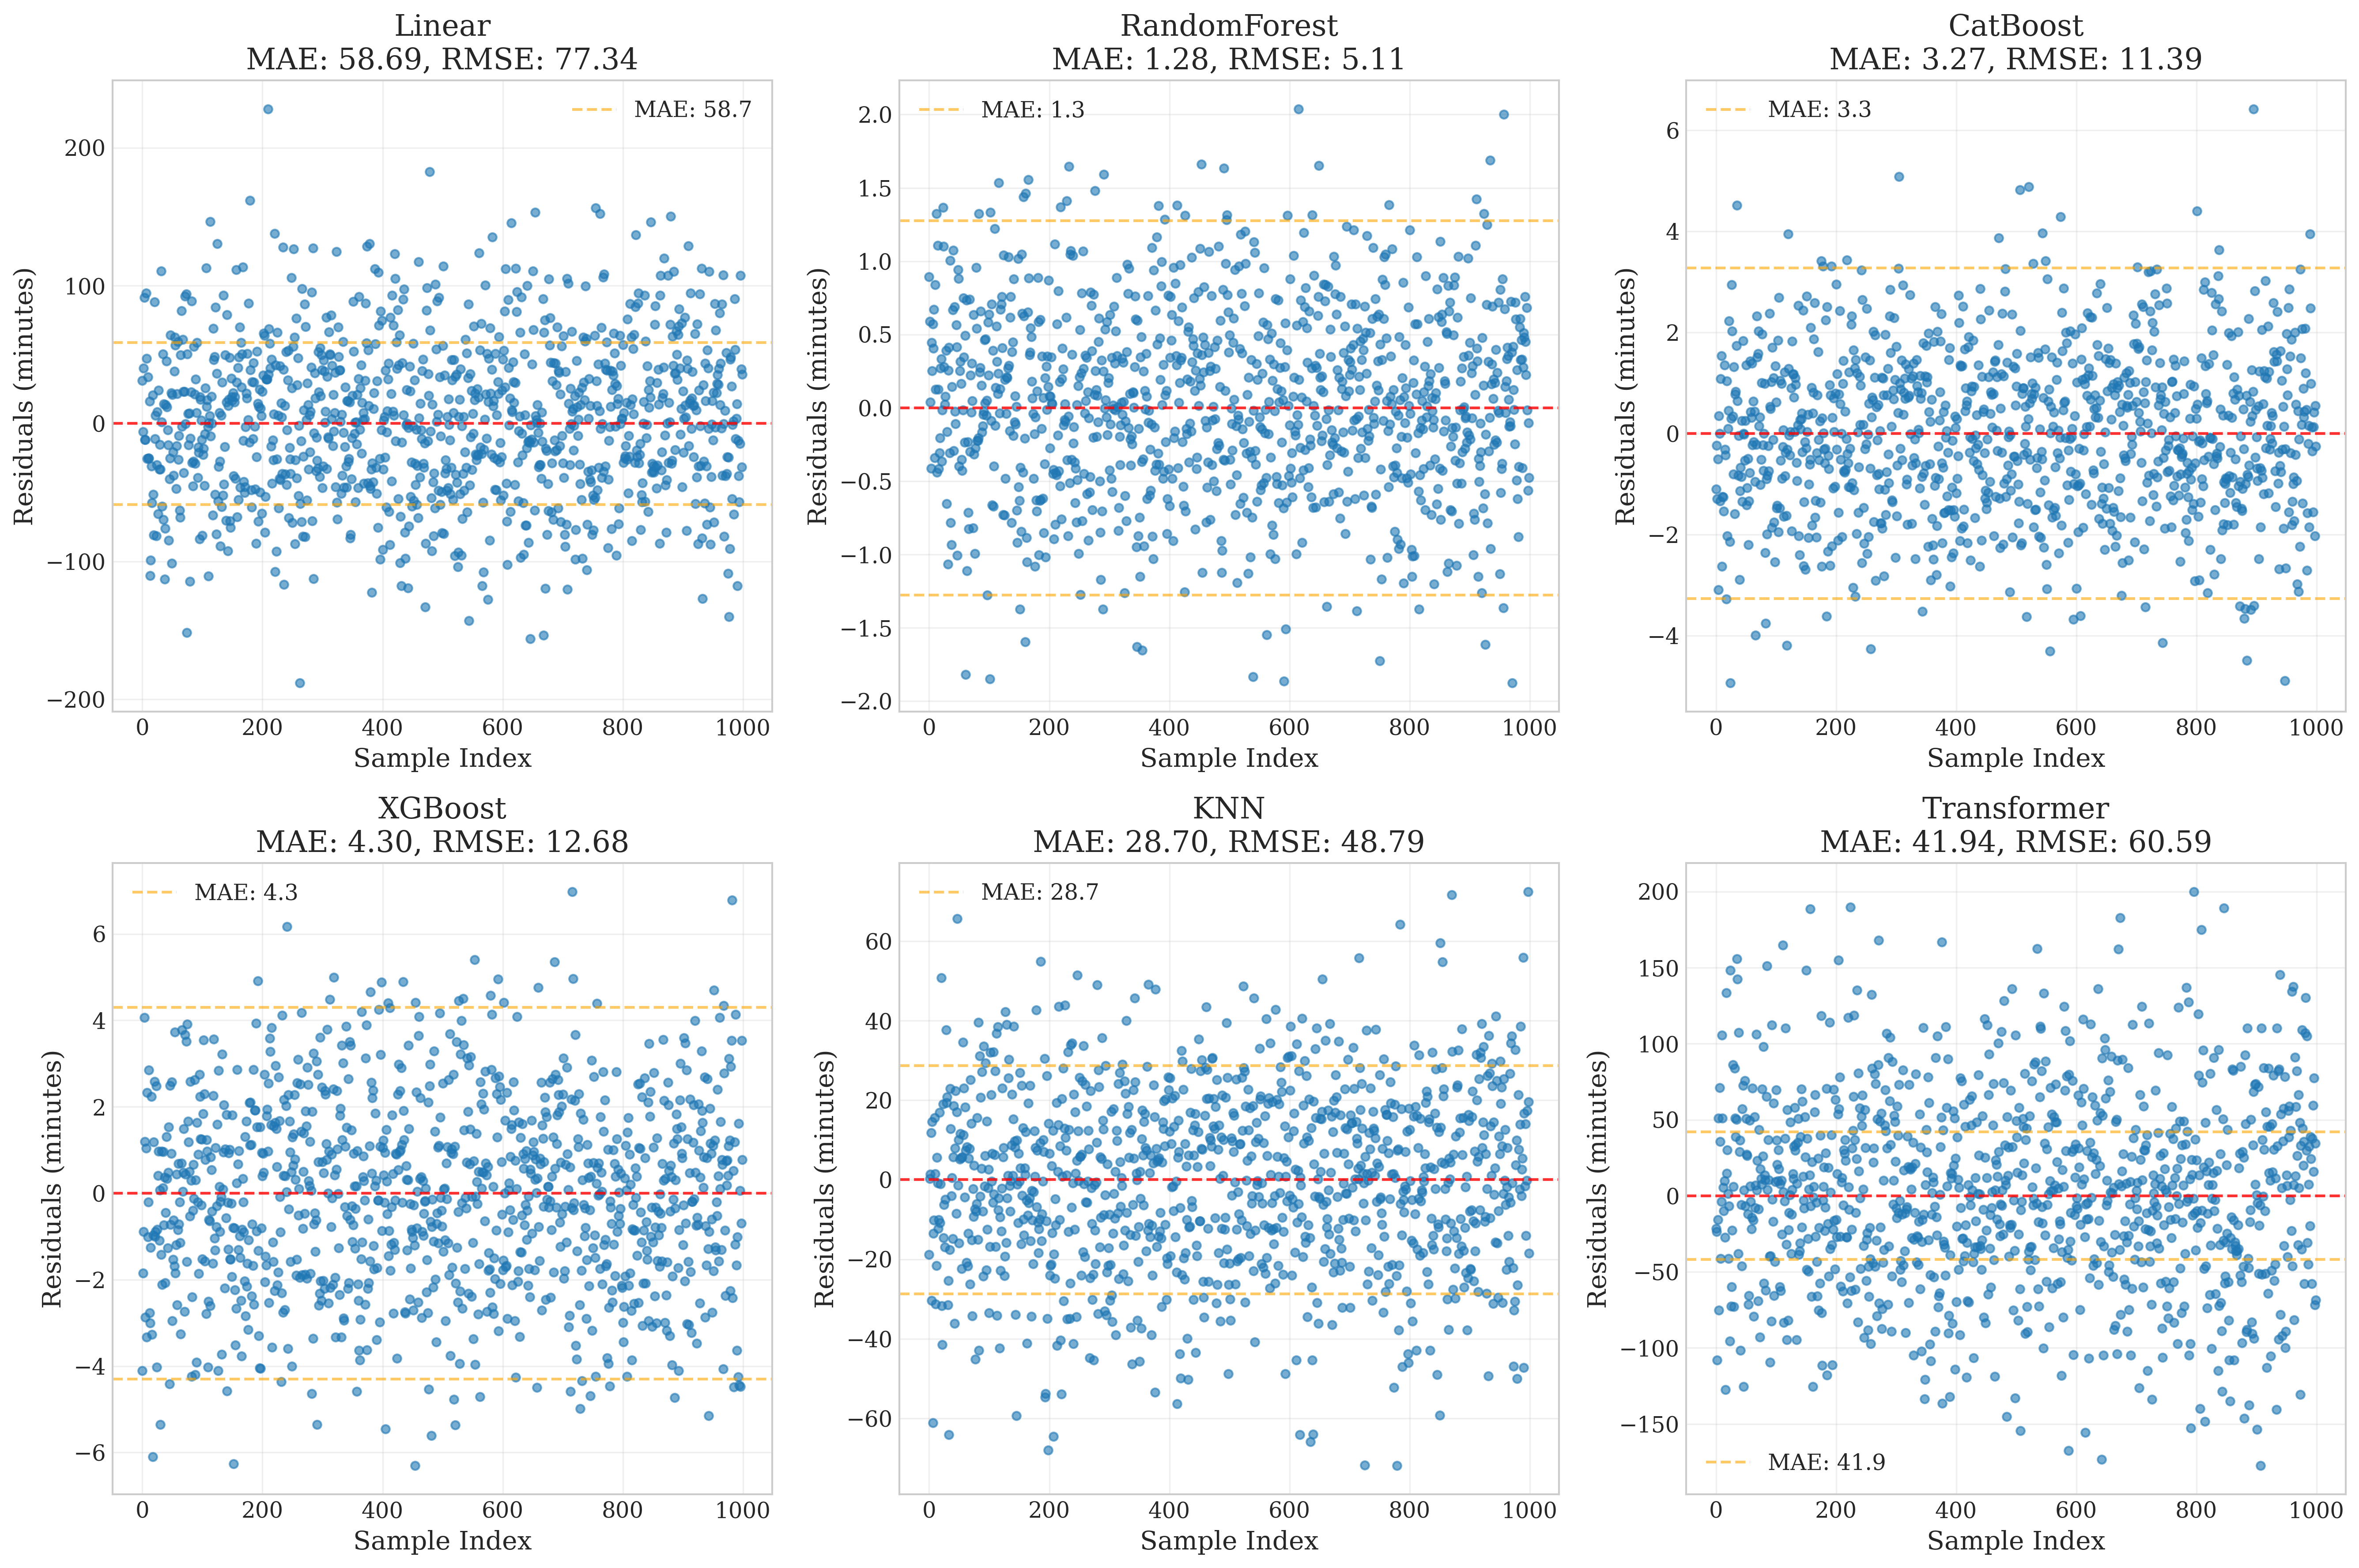 Linear
MAE: 58.69, RMSE: 77.34
MAE: 58.7
Residuals (minutes)
200
100
0
−100
−200
0 200 400 600 800 1000
Sample Index
RandomForest
MAE: 1.28, RMSE: 5.11
MAE: 1.3
Residuals (minutes)
2.0
1.5
1.0
0.5
0.0
−0.5
−1.0
−1.5
−2.0
0 200 400 600 800 1000
Sample Index
CatBoost
MAE: 3.27, RMSE: 11.39
MAE: 3.3
Residuals (minutes)
6
4
2
0
−2
−4
0 200 400 600 800 1000
Sample Index
XGBoost
MAE: 4.30, RMSE: 12.68
MAE: 4.3
Residuals (minutes)
6
4
2
0
−2
−4
−6
0 200 400 600 800 1000
Sample Index
KNN
MAE: 28.70, RMSE: 48.79
MAE: 28.7
Residuals (minutes)
60
40
20
0
−20
−40
−60
0 200 400 600 800 1000
Sample Index
Transformer
MAE: 41.94, RMSE: 60.59
Residuals (minutes)
200
150
100
50
0
−50
−100
−150
MAE: 41.9
0 200 400 600 800 1000
Sample Index